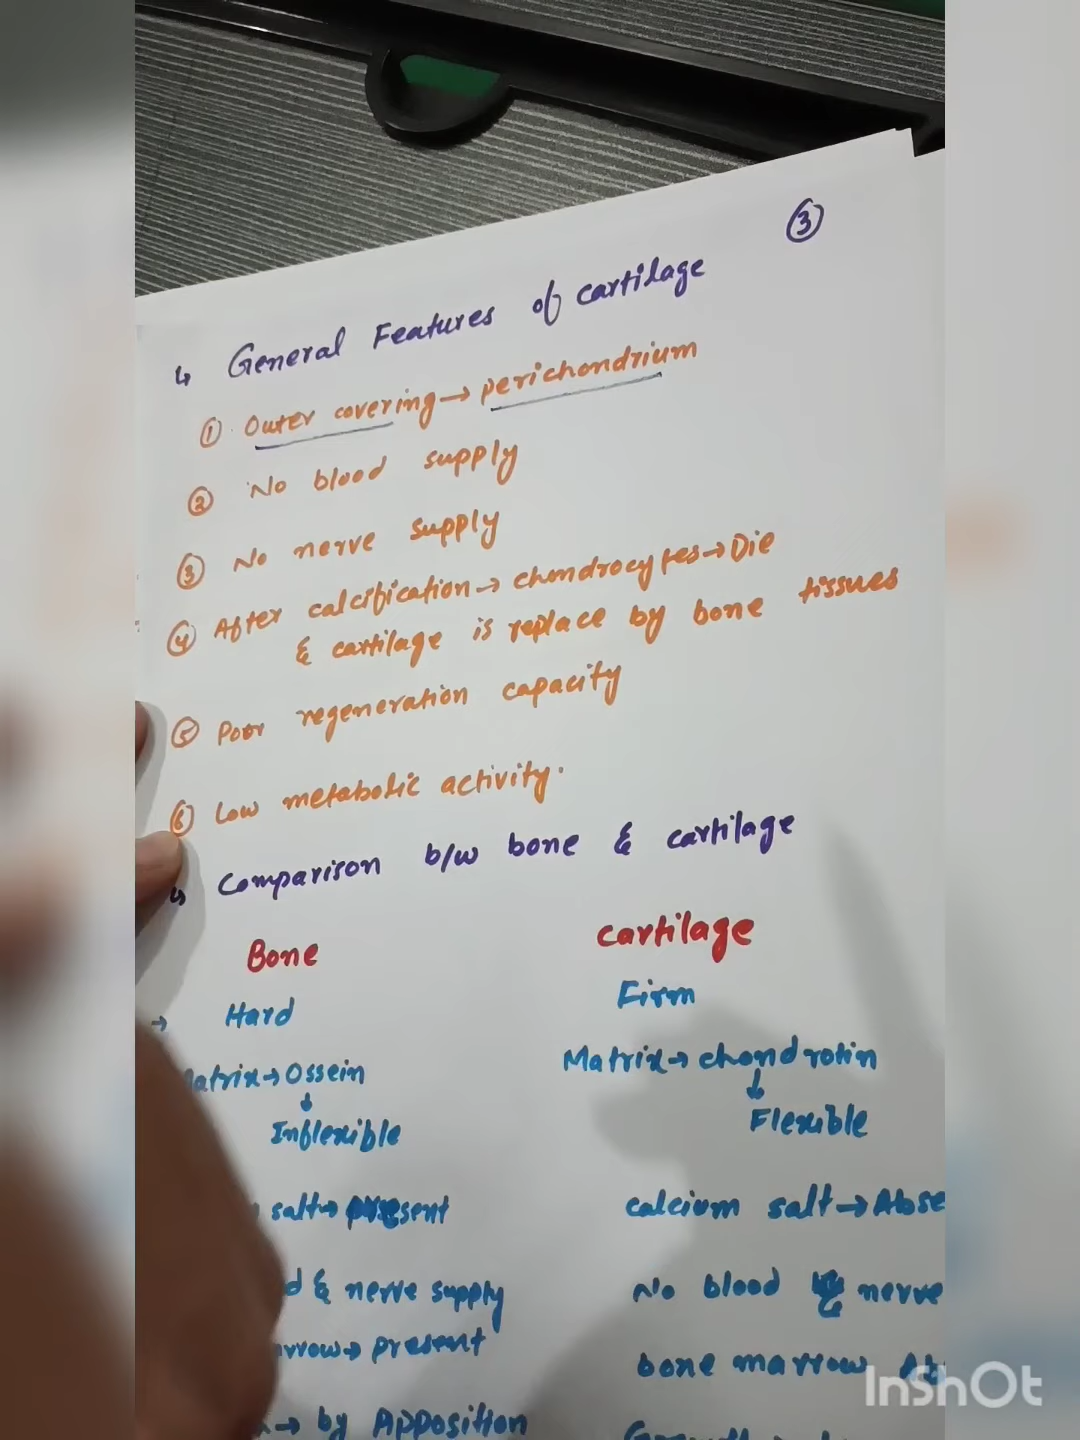 ③
↳ General Features of cartilage
① Outer covering → perichondrium
② No blood supply
③ No nerve supply
④ After calcification → chondrocytes → Die
& cartilage is replace by bone tissues
⑤ Poor regeneration capacity
⑥ Low metabolic activity.
↳ Comparison b/w bone & cartilage
Bone cartilage
→ Hard Firm
Matrix → Ossein Matrix → chondrotin
↓ ↓
Inflexible Flexible
salt → present calcium salt →
& nerve supply No blood & nerve
→ present bone marrow
→ by Apposition
InShOt